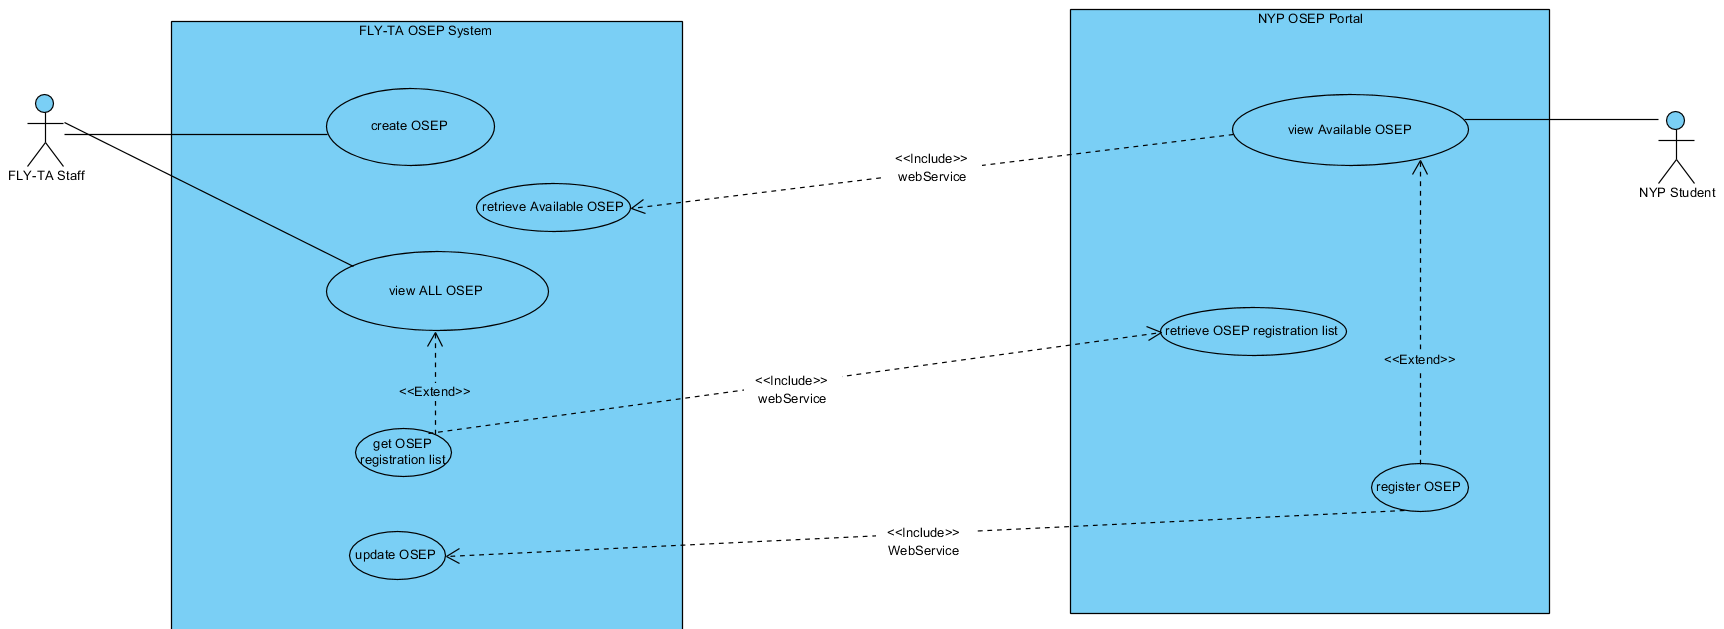 FLY-TA OSEP System
NYP OSEP Portal
create OSEP
view Available OSEP
<<Include>>
webService
FLY-TA Staff
NYP Student
retrieve Available OSEP
view ALL OSEP
retrieve OSEP registration list
<<Extend>>
<<Include>>
webService
<<Extend>>
get OSEP
registration list
register OSEP
<<Include>>
WebService
update OSEP